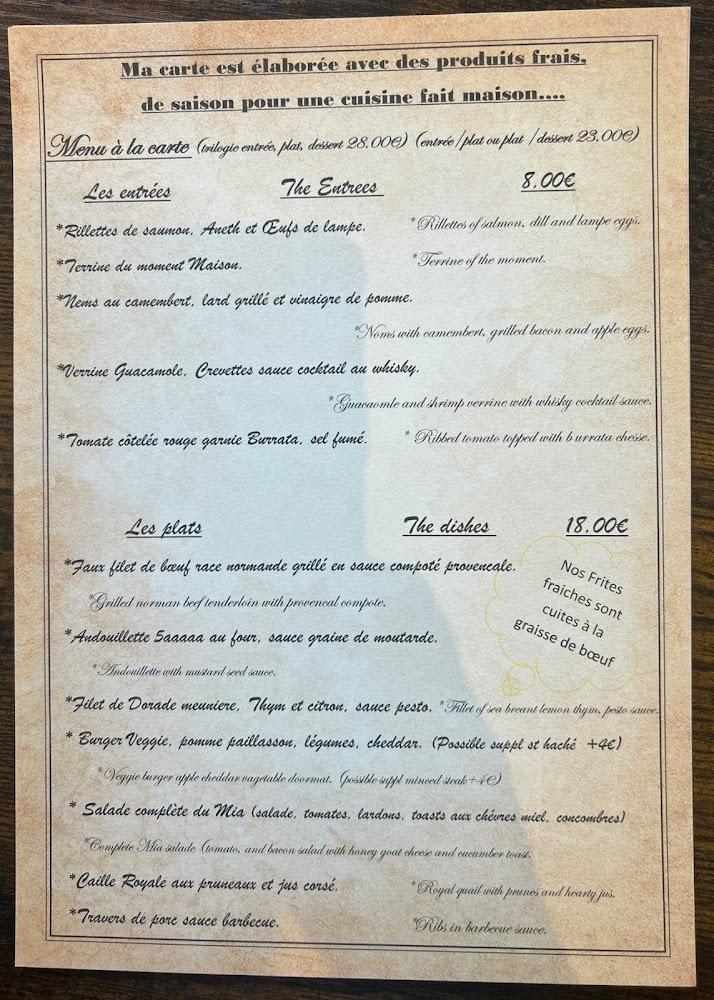 Ma carte est élaborée avec des produits frais,
de saison pour une cuisine fait maison....
Menu à la carte (trilogie entrée, plat, dessert 28.00€) (entrée/plat ou plat /dessert 23.00€)
Les entrées The Entrees 8.00€
*Rillettes de saumon, Aneth et Œufs de lampe. *Rillettes of salmon, dill and lampe eggs.
*Terrine du moment Maison. *Terrine of the moment.
*Nems au camembert, lard grillé et vinaigre de pomme.
*Noms with camembert, grilled bacon and apple eggs.
*Verrine Guacamole, Crevettes sauce cocktail au whisky.
*Guacaomle and shrimp verrine with whisky cocktail sauce.
*Tomate côtelée rouge garnie Burrata, sel fumé. * Ribbed tomato topped with b urrata chesse.
Les plats The dishes 18.00€
*Faux filet de bœuf race normande grillé en sauce compoté provencale.
*Grilled norman beef tenderloin with provencal compote.
*Andouillette 5aaaaa au four, sauce graine de moutarde.
*Andouillette with mustard seed sauce.
*Filet de Dorade meuniere, Thym et citron, sauce pesto. *Fillet of sea breant lemon thym, pesto sauce.
* Burger Veggie, pomme paillasson, légumes, cheddar, (Possible suppl st haché +4€)
*Veggie burger apple cheddar vagetable doormat. (possible suppl minced steak+4€)
* Salade complète du Mia (salade, tomates, lardons, toasts aux chévres miel, concombres)
*Complete Mia salade (tomato, and bacon salad with honey goat cheese and cucumber toast.
*Caille Royale aux pruneaux et jus corsé. *Royal quail with prunes and hearty jus.
*Travers de porc sauce barbecue. *Ribs in barbecue sauce.
Nos Frites
fraiches sont
cuites à la
graisse de bœuf